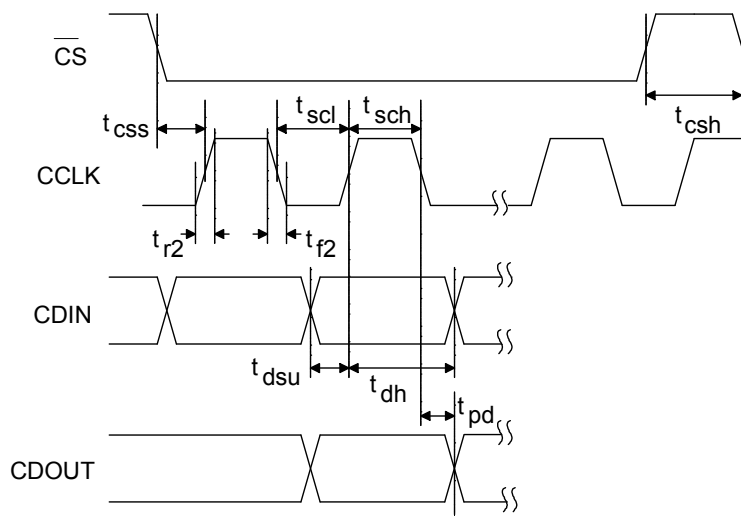 CS
t scl
t sch
t css
t csh
CCLK
t r2
t f2
CDIN
t dsu
t dh
t pd
CDOUT